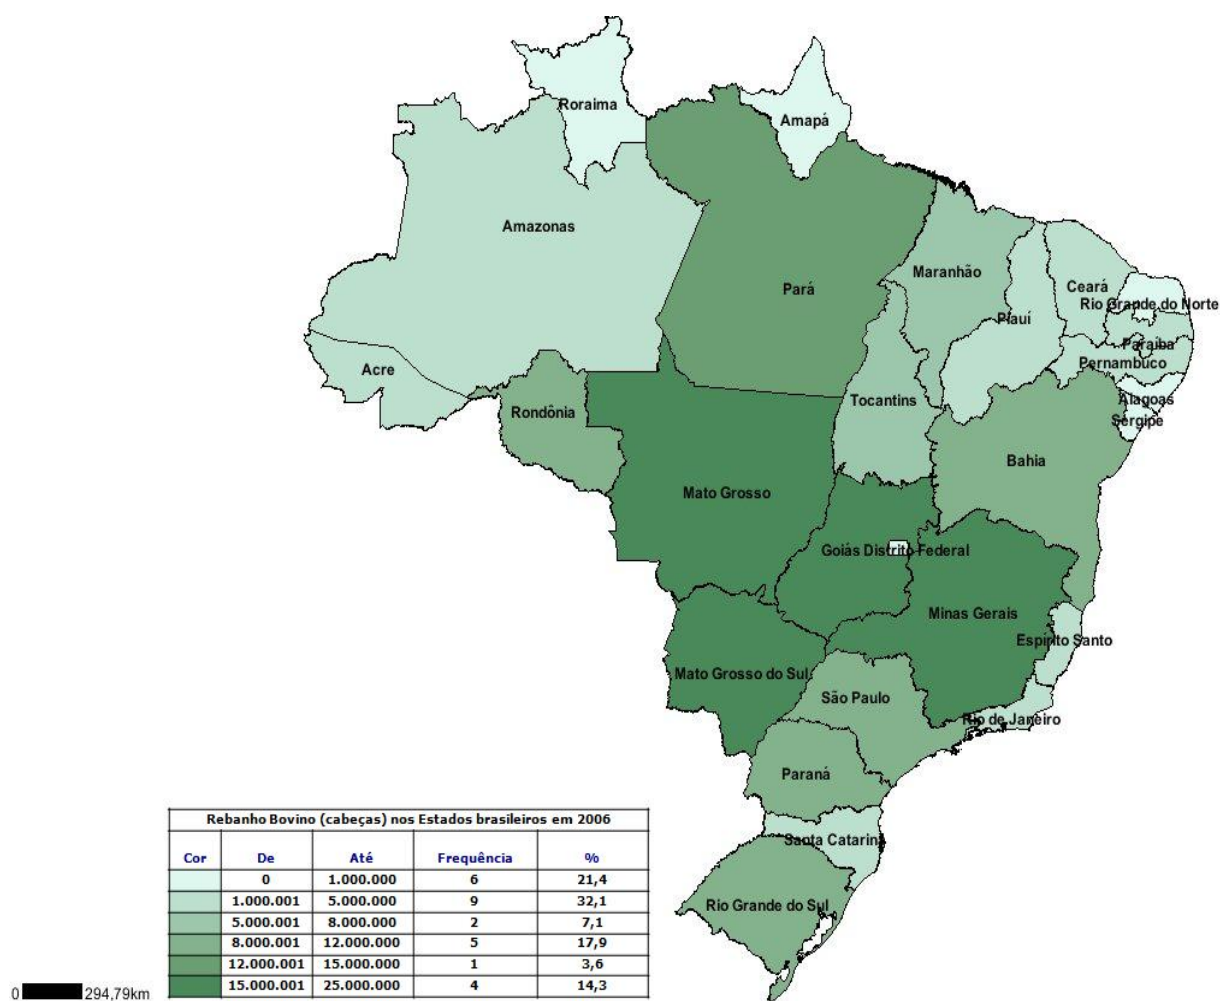 Roraima
Amapá
Amazonas
Pará
Maranhão
Ceará
Rio Grande do Norte
Piauí
Paraíba
Pernambuco
Acre
Tocantins
Alagoas
Rondônia
Sergipe
Bahia
Mato Grosso
Goiás Distrito Federal
Minas Gerais
Espírito Santo
Mato Grosso do Sul
São Paulo
Rio de Janeiro
Paraná
Santa Catarina
Rio Grande do Sul
Rebanho Bovino (cabeças) nos Estados brasileiros em 2006
Cor De Até Frequência %
0 1.000.000 6 21,4
1.000.001 5.000.000 9 32,1
5.000.001 8.000.000 2 7,1
8.000.001 12.000.000 5 17,9
12.000.001 15.000.000 1 3,6
15.000.001 25.000.000 4 14,3
0 294,79km